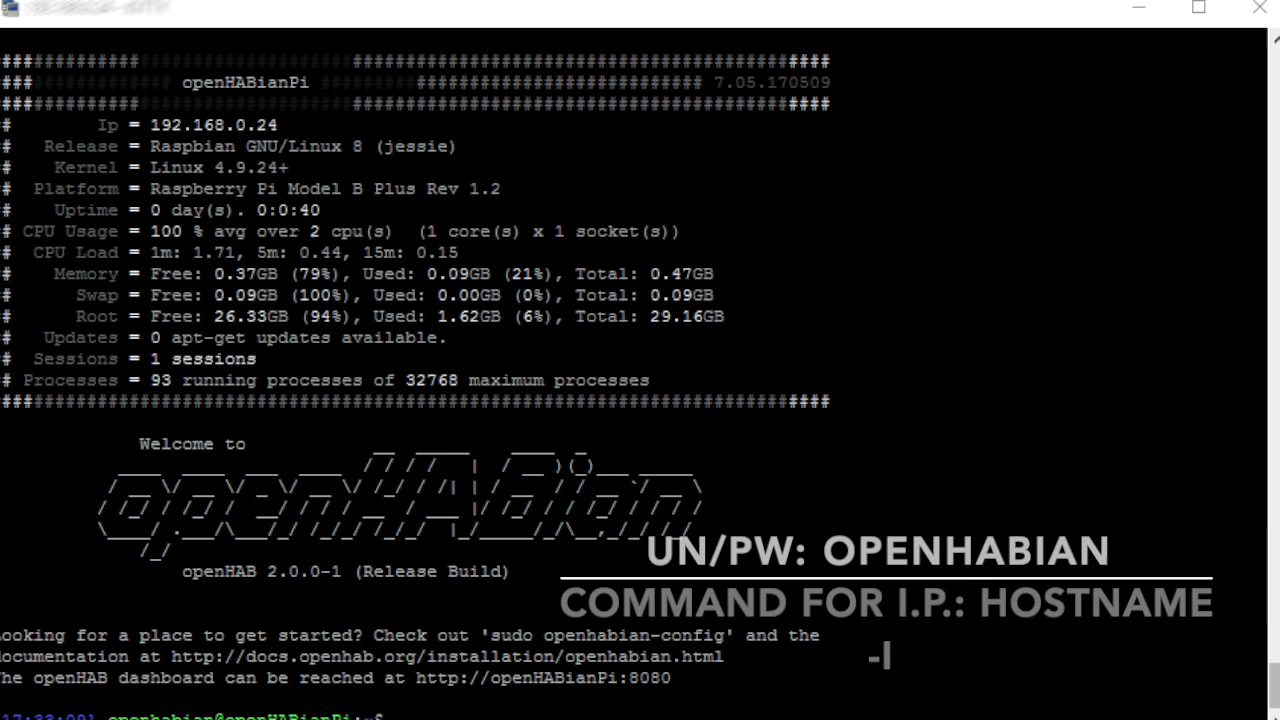 ##########                    #############################################
###              openHABianPi          ########################### 7.05.170509
##########                    #############################################
#        Ip = 192.168.0.24
#   Release = Raspbian GNU/Linux 8 (jessie)
#    Kernel = Linux 4.9.24+
#  Platform = Raspberry Pi Model B Plus Rev 1.2
#    Uptime = 0 day(s). 0:0:40
# CPU Usage = 100 % avg over 2 cpu(s)  (1 core(s) x 1 socket(s))
#  CPU Load = 1m: 1.71, 5m: 0.44, 15m: 0.15
#    Memory = Free: 0.37GB (79%), Used: 0.09GB (21%), Total: 0.47GB
#      Swap = Free: 0.09GB (100%), Used: 0.00GB (0%), Total: 0.09GB
#      Root = Free: 26.33GB (94%), Used: 1.62GB (6%), Total: 29.16GB
#   Updates = 0 apt-get updates available.
#  Sessions = 1 sessions
# Processes = 93 running processes of 32768 maximum processes
##############################################################################
Welcome to
openHABian
openHAB 2.0.0-1 (Release Build)
UN/PW: OPENHABIAN
COMMAND FOR I.P.: HOSTNAME
-I
ooking for a place to get started? Check out 'sudo openhabian-config' and the
ocumentation at http://docs.openhab.org/installation/openhabian.html
he openHAB dashboard can be reached at http://openHABianPi:8080
openhabian@openHABianPi:~$